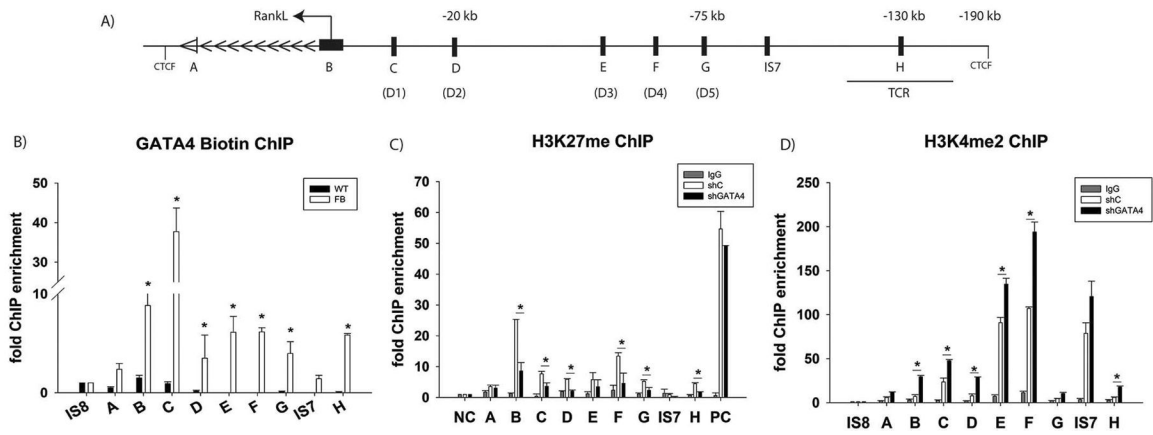 A)
RankL
-20 kb
-75 kb
-130 kb
-190 kb
CTCF
A
B
C
D
E
F
G
IS7
H
CTCF
(D1)
(D2)
(D3)
(D4)
(D5)
TCR
B)
GATA4 Biotin ChIP
fold ChIP enrichment
50
40
30
20
10
10
0
WT
FB
*
*
*
*
*
*
*
IS8 A B C D E F G IS7 H
C)
H3K27me ChIP
fold ChIP enrichment
70
60
50
40
30
20
10
0
IgG
shC
shGATA4
*
*
*
*
*
*
NC A B C D E F G IS7 H PC
D)
H3K4me2 ChIP
fold ChIP enrichment
250
200
150
100
50
0
IgG
shC
shGATA4
*
*
*
*
*
*
IS8 A B C D E F G IS7 H